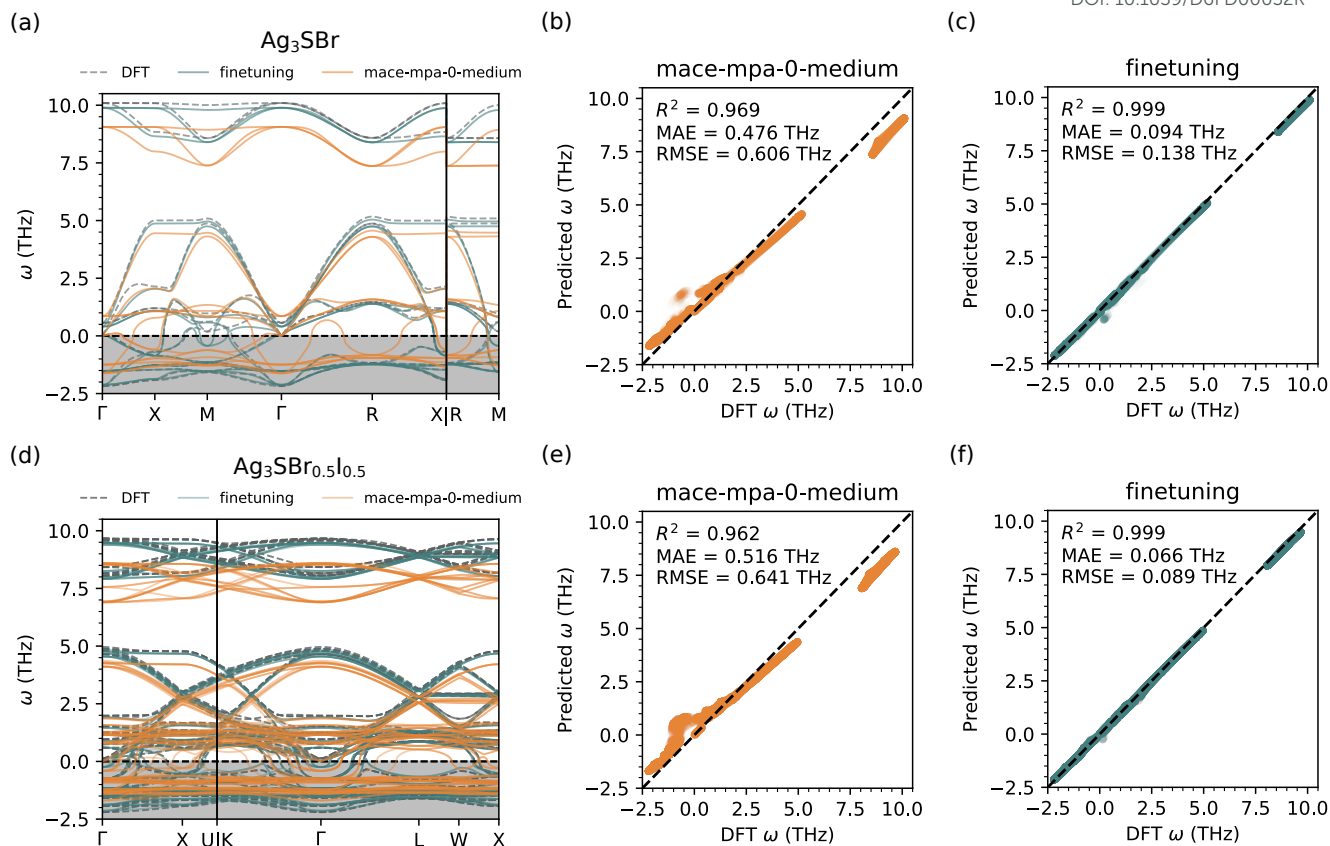 (a)
Ag₃SBr
DFT finetuning mace-mpa-0-medium
10.0
7.5
5.0
2.5
0.0
−2.5
ω (THz)
Γ X M Γ R X|R M
(b)
mace-mpa-0-medium
R² = 0.969
MAE = 0.476 THz
RMSE = 0.606 THz
10.0
7.5
5.0
2.5
0.0
−2.5
Predicted ω (THz)
−2.5 0.0 2.5 5.0 7.5 10.0
DFT ω (THz)
(c)
finetuning
R² = 0.999
MAE = 0.094 THz
RMSE = 0.138 THz
10.0
7.5
5.0
2.5
0.0
−2.5
Predicted ω (THz)
−2.5 0.0 2.5 5.0 7.5 10.0
DFT ω (THz)
(d)
Ag₃SBr₀.₅I₀.₅
DFT finetuning mace-mpa-0-medium
10.0
7.5
5.0
2.5
0.0
−2.5
ω (THz)
Γ X U|K Γ L W X
(e)
mace-mpa-0-medium
R² = 0.962
MAE = 0.516 THz
RMSE = 0.641 THz
10.0
7.5
5.0
2.5
0.0
−2.5
Predicted ω (THz)
−2.5 0.0 2.5 5.0 7.5 10.0
DFT ω (THz)
(f)
finetuning
R² = 0.999
MAE = 0.066 THz
RMSE = 0.089 THz
10.0
7.5
5.0
2.5
0.0
−2.5
Predicted ω (THz)
−2.5 0.0 2.5 5.0 7.5 10.0
DFT ω (THz)